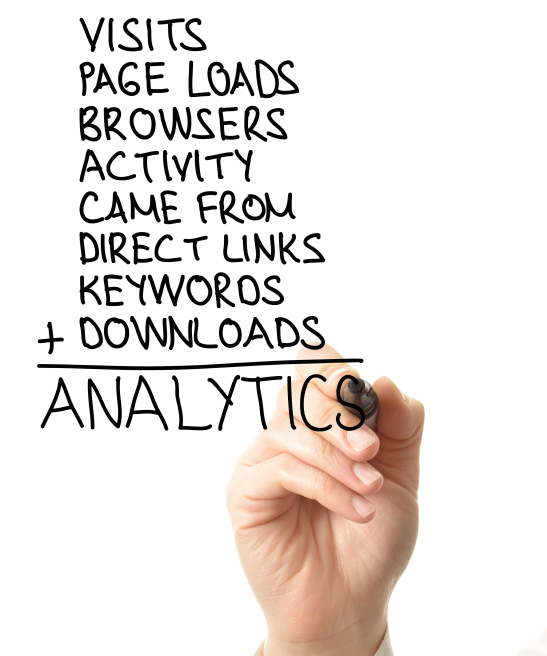 VISITS
PAGE LOADS
BROWSERS
ACTIVITY
CAME FROM
DIRECT LINKS
KEYWORDS
+ DOWNLOADS
ANALYTICS